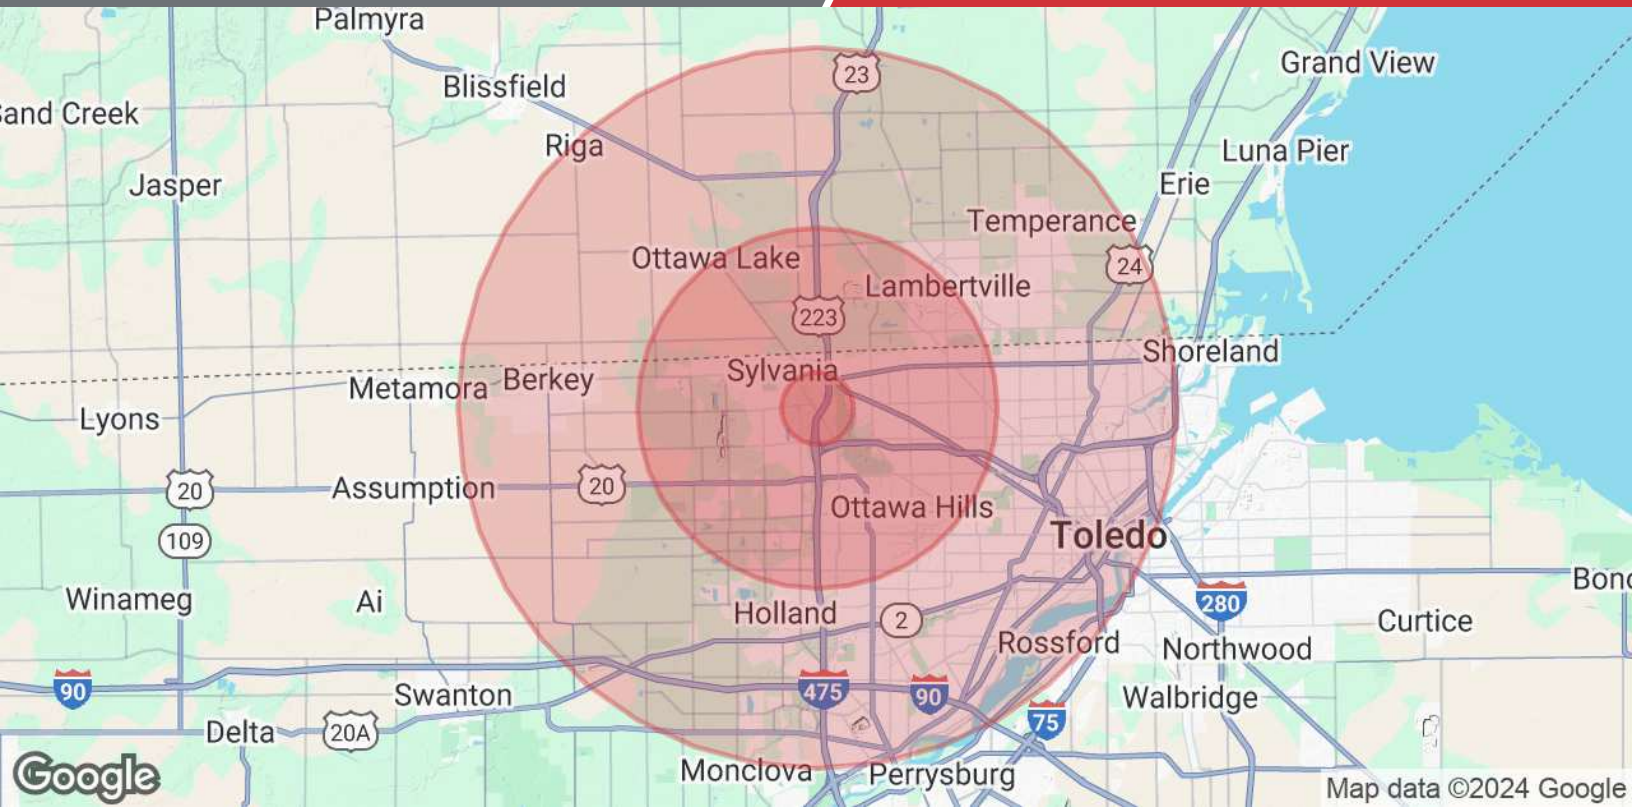 Palmyra
23
Grand View
Blissfield
Sand Creek
Riga
Luna Pier
Jasper
Erie
Temperance
Ottawa Lake
24
Lambertville
223
Shoreland
Sylvania
Metamora
Berkey
Lyons
20
Assumption
20
Ottawa Hills
Toledo
109
Winameg
Ai
280
Holland
2
Curtice
Rossford
Northwood
90
475
90
Swanton
Walbridge
75
Delta
20A
Google
Monclova
Perrysburg
Map data ©2024 Google